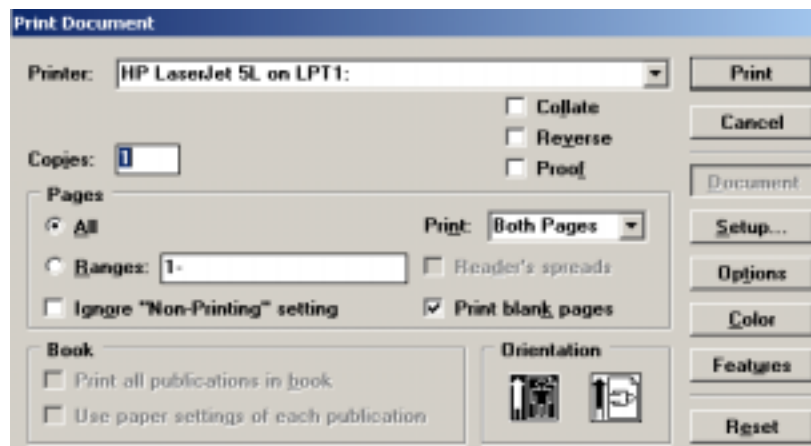 Print Document
Printer: HP LaserJet 5L on LPT1: Print
Collate
Cancel
Reverse
Copies: 1
Proof
Document
Pages
All Print: Both Pages Setup...
Ranges: 1- Reader's spreads Options
Ignore "Non-Printing" setting Print blank pages
Color
Book Orientation
Print all publications in book Features
Use paper settings of each publication
Reset